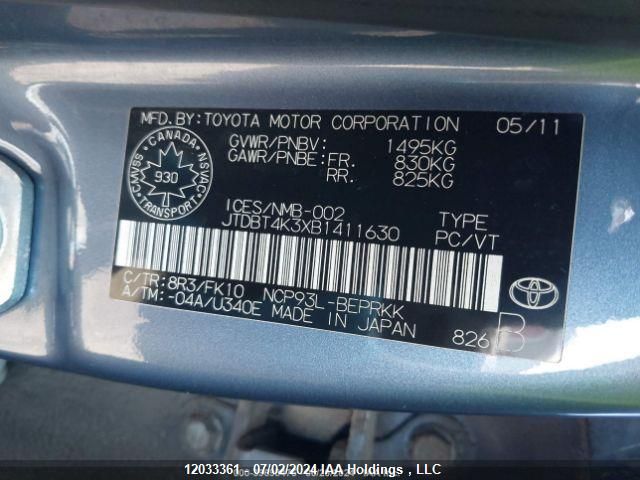 MFD.BY:TOYOTA MOTOR CORPORATION 05/11
GVWR/PNBV: 1495KG
GAWR/PNBE: FR. 830KG
RR. 825KG
CANADA
CMVSS 930 NSVAC
TRANSPORT
ICES/NMB-002
JTDBT4K3XB1411630
TYPE
PC/VT
C/TR:8R3/FK10 NCP93L-BEPRKK
A/TM:-04A/U340E MADE IN JAPAN
826 B
12033361 - 07/02/2024 IAA Holdings , LLC